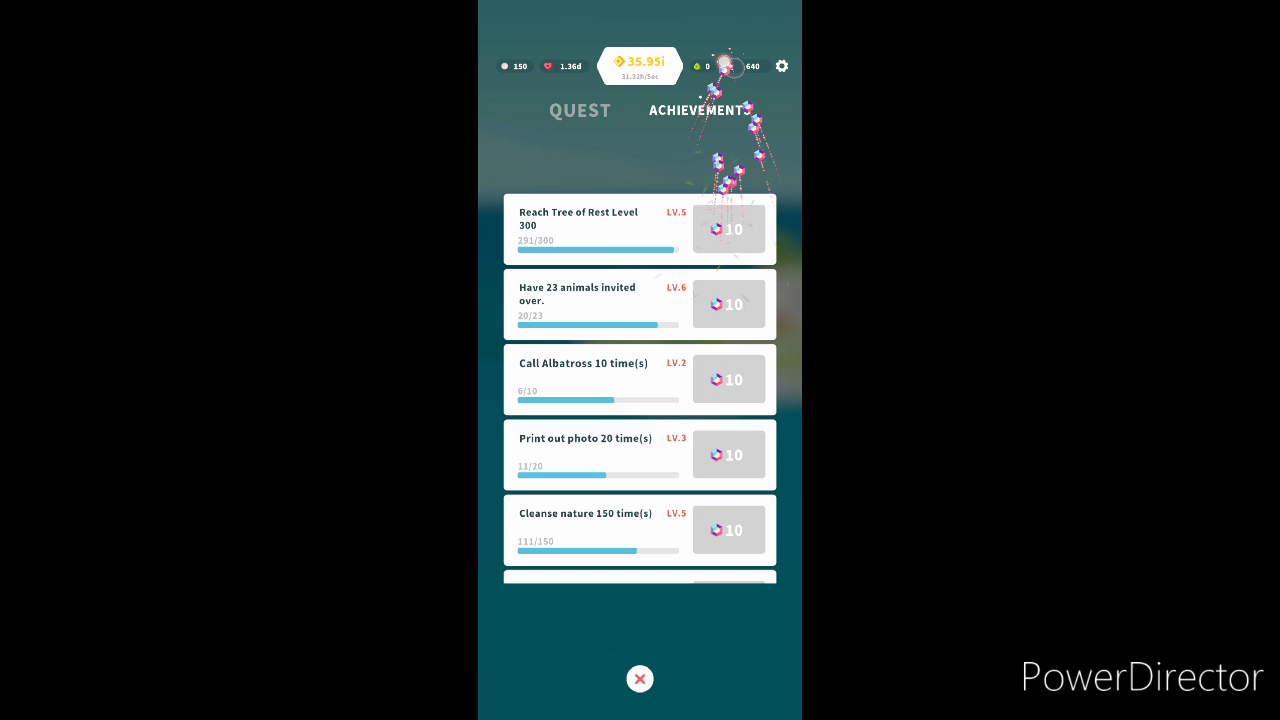 150 1.36d 35.95i 0 640
31.32h/Sec
QUEST ACHIEVEMENTS
Reach Tree of Rest Level LV.5
300
291/300
10
Have 23 animals invited LV.6
over.
20/23
10
Call Albatross 10 time(s) LV.2
6/10
10
Print out photo 20 time(s) LV.3
11/20
10
Cleanse nature 150 time(s) LV.5
111/150
10
PowerDirector